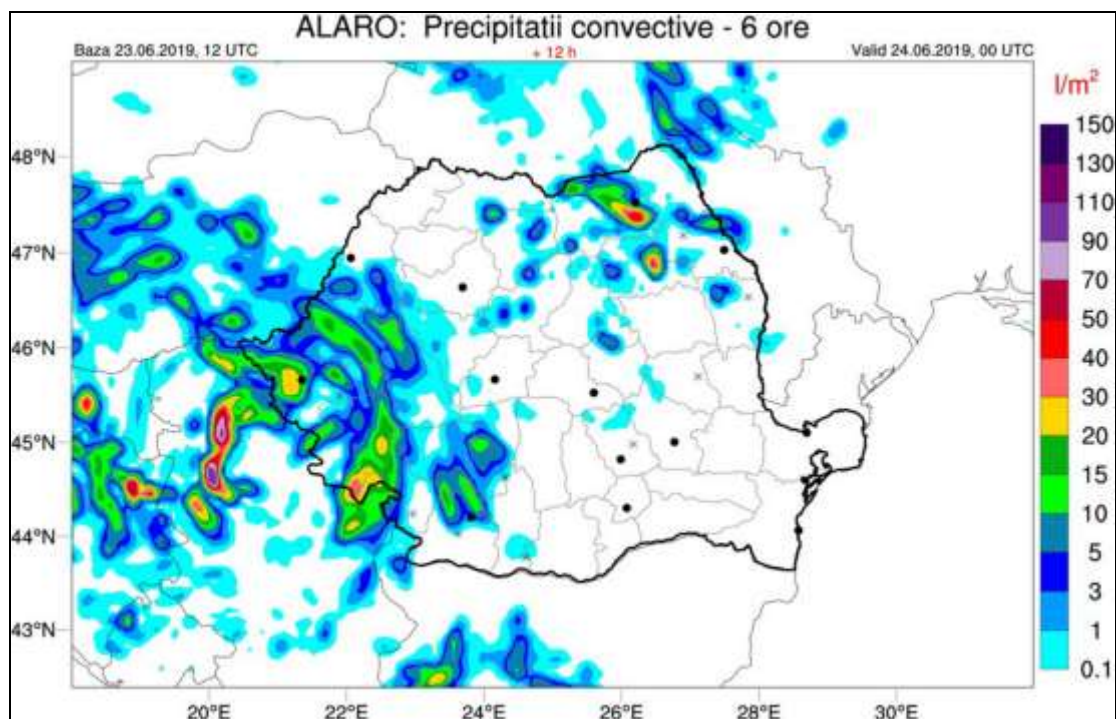 ALARO: Precipitatii convective - 6 ore
Baza 23.06.2019, 12 UTC
+ 12 h
Valid 24.06.2019, 00 UTC
l/m²
150
130
110
90
70
50
40
30
20
15
10
5
3
1
0.1
48°N
47°N
46°N
45°N
44°N
43°N
20°E
22°E
24°E
26°E
28°E
30°E